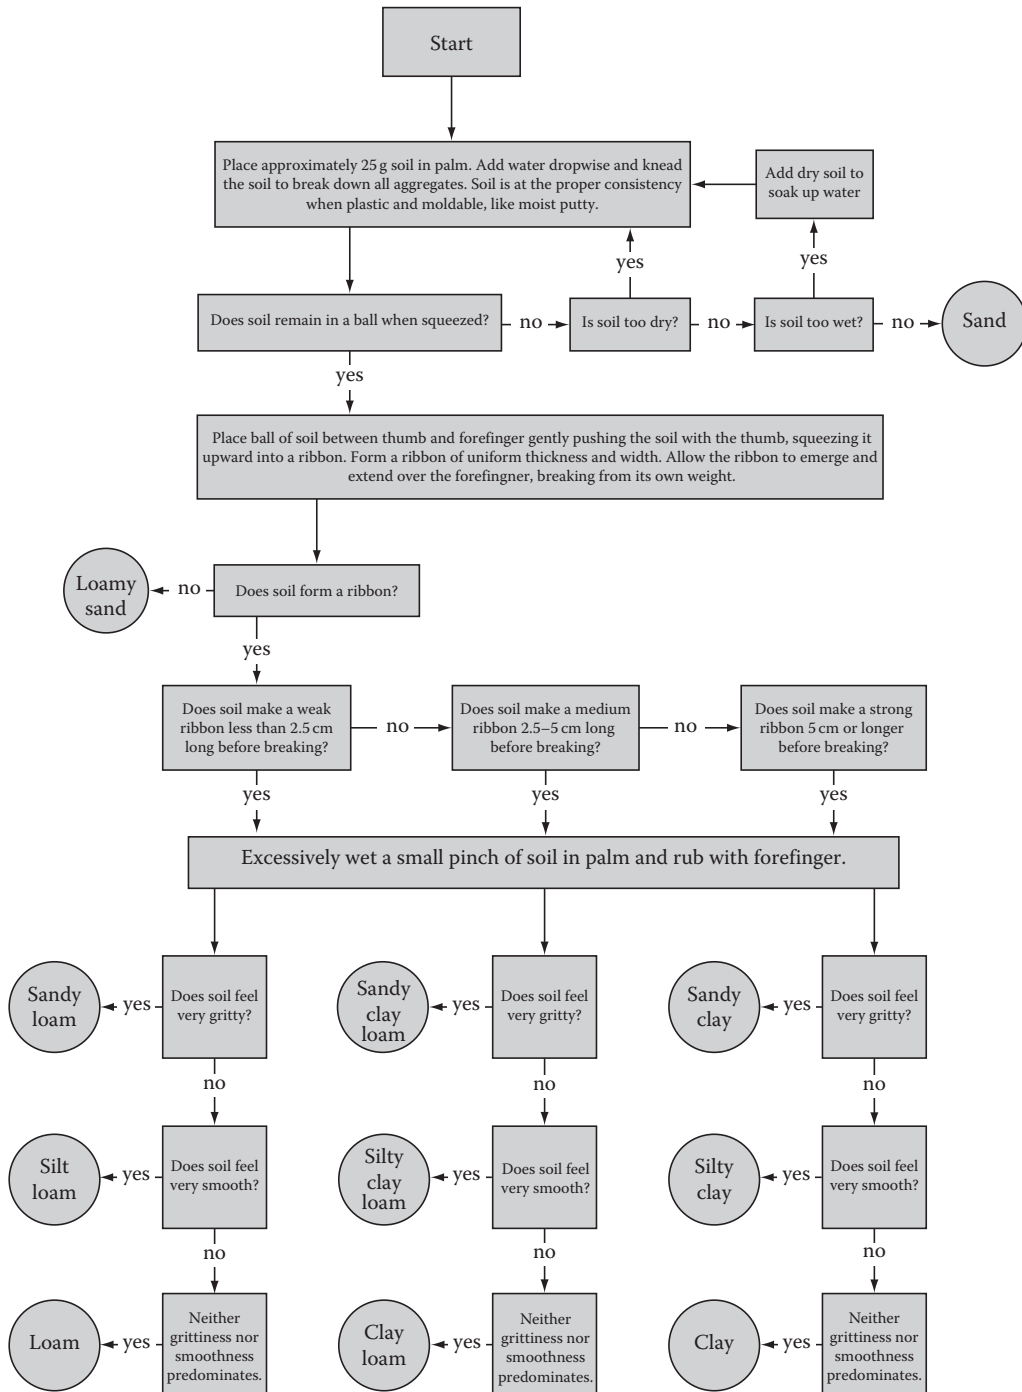 Start
Place approximately 25 g soil in palm. Add water dropwise and knead
the soil to break down all aggregates. Soil is at the proper consistency
when plastic and moldable, like moist putty.
Add dry soil to
soak up water
yes
yes
Does soil remain in a ball when squeezed?
no
Is soil too dry?
no
Is soil too wet?
no
Sand
yes
Place ball of soil between thumb and forefinger gently pushing the soil with the thumb, squeezing it
upward into a ribbon. Form a ribbon of uniform thickness and width. Allow the ribbon to emerge and
extend over the forefingner, breaking from its own weight.
Loamy
sand
no
Does soil form a ribbon?
yes
Does soil make a weak
ribbon less than 2.5 cm
long before breaking?
no
Does soil make a medium
ribbon 2.5–5 cm long
before breaking?
no
Does soil make a strong
ribbon 5 cm or longer
before breaking?
yes
yes
yes
Excessively wet a small pinch of soil in palm and rub with forefinger.
Sandy
loam
yes
Does soil feel
very gritty?
Sandy
clay
loam
yes
Does soil feel
very gritty?
Sandy
clay
yes
Does soil feel
very gritty?
no
no
no
Silt
loam
yes
Does soil feel
very smooth?
Silty
clay
loam
yes
Does soil feel
very smooth?
Silty
clay
yes
Does soil feel
very smooth?
no
no
no
Loam
yes
Neither
grittiness nor
smoothness
predominates.
Clay
loam
yes
Neither
grittiness nor
smoothness
predominates.
Clay
yes
Neither
grittiness nor
smoothness
predominates.